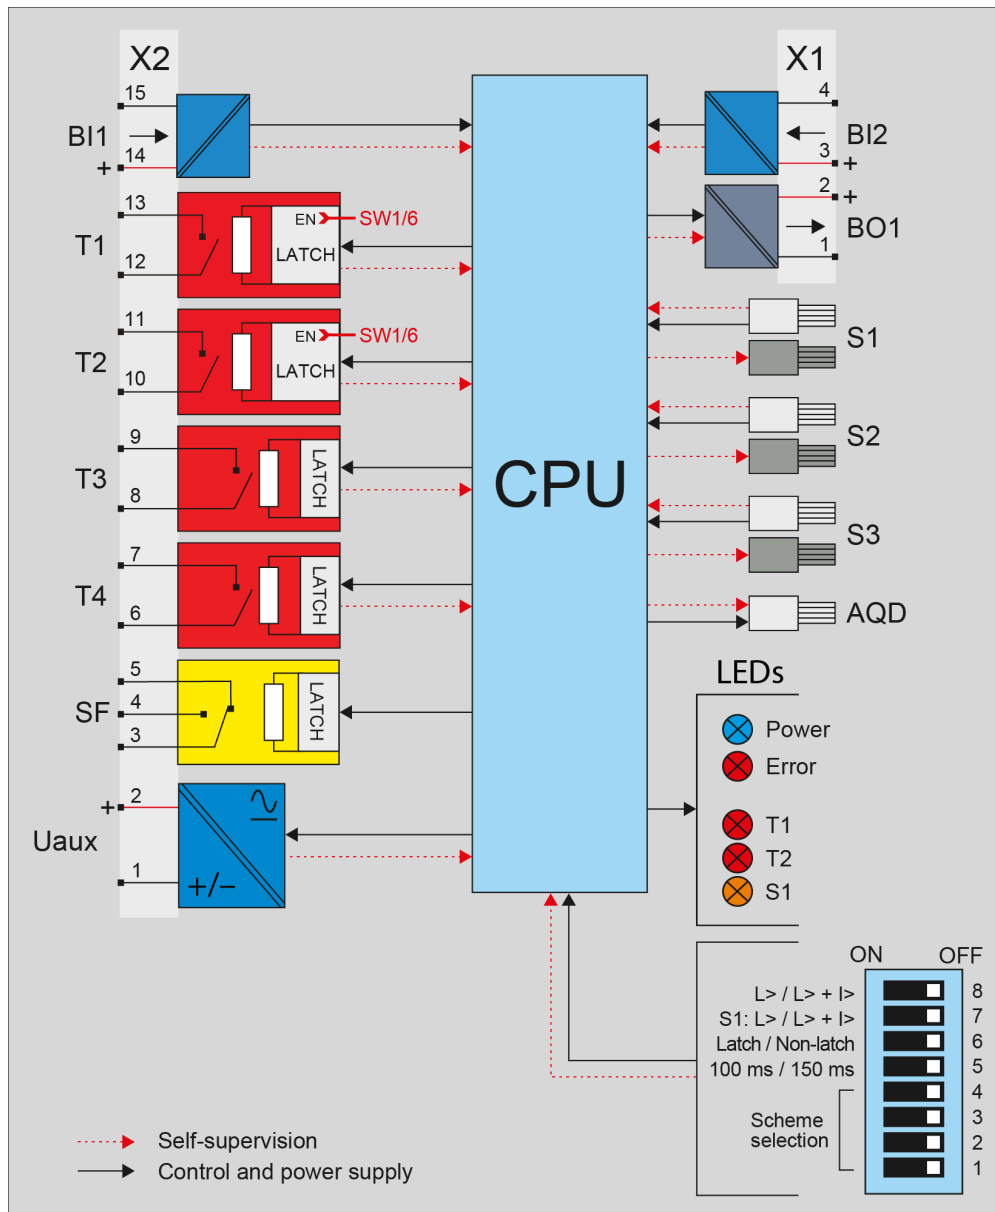 X2
X1
15
BI1
+
14
4
BI2
3
+
2
+
BO1
1
13
T1
12
EN
SW1/6
LATCH
11
T2
10
EN
SW1/6
LATCH
9
T3
8
LATCH
7
T4
6
LATCH
5
SF
4
3
LATCH
+
2
Uaux
1
+/−
CPU
S1
S2
S3
AQD
LEDs
Power
Error
T1
T2
S1
ON
OFF
L> / L> + I>
8
S1: L> / L> + I>
7
Latch / Non-latch
6
100 ms / 150 ms
5
4
Scheme
selection
3
2
1
Self-supervision
Control and power supply